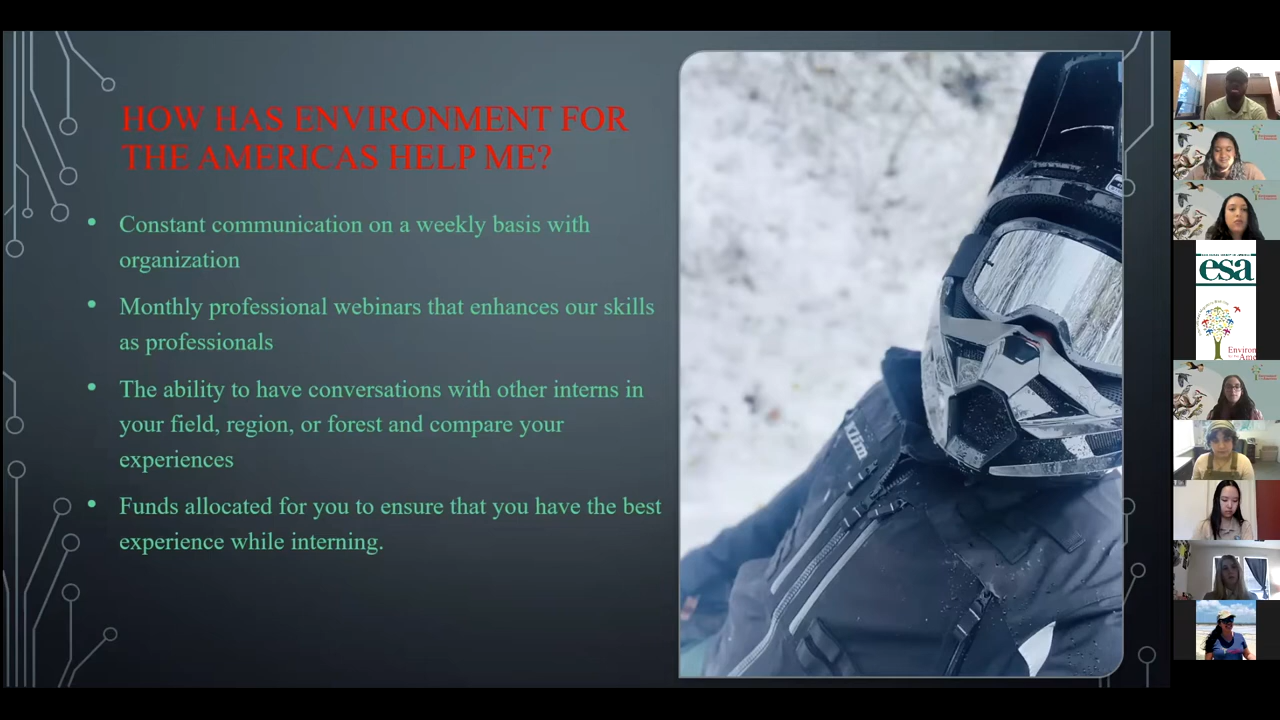 HOW HAS ENVIRONMENT FOR
THE AMERICAS HELP ME?
• Constant communication on a weekly basis with
organization
• Monthly professional webinars that enhances our skills
as professionals
• The ability to have conversations with other interns in
your field, region, or forest and compare your
experiences
• Funds allocated for you to ensure that you have the best
experience while interning.
klim
esa
Environ
Ame